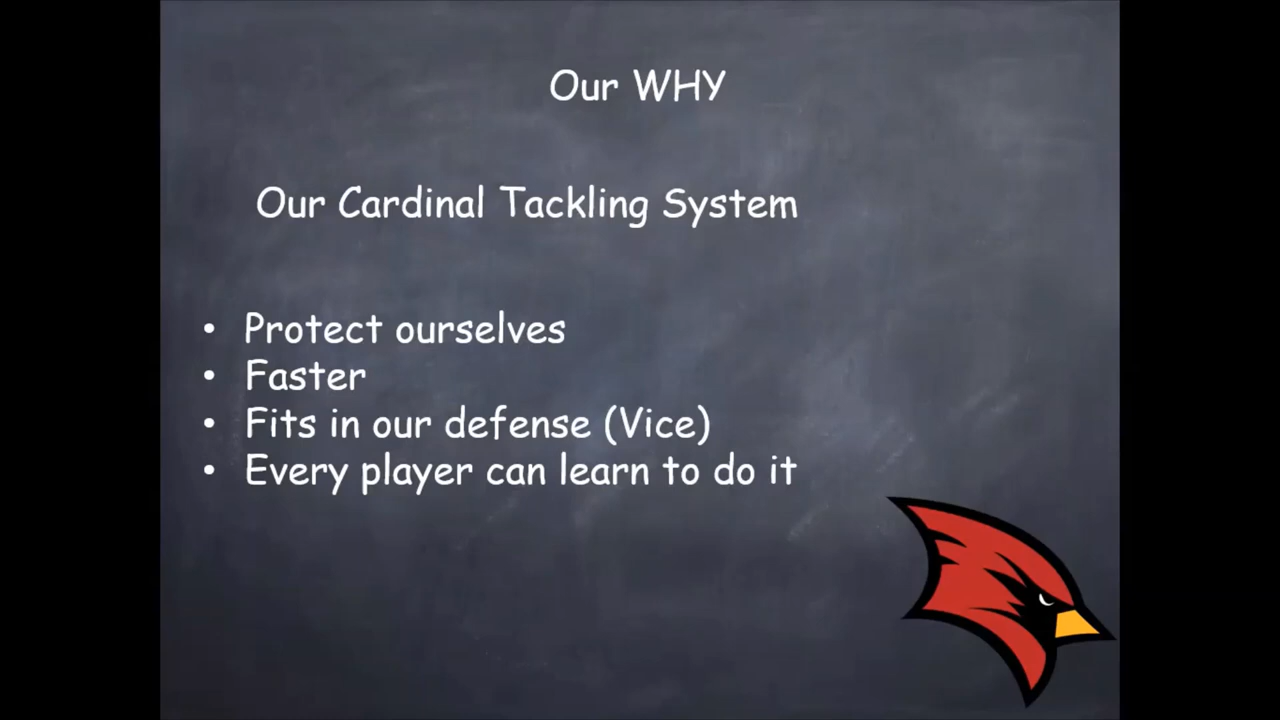 Our WHY
Our Cardinal Tackling System
• Protect ourselves
• Faster
• Fits in our defense (Vice)
• Every player can learn to do it